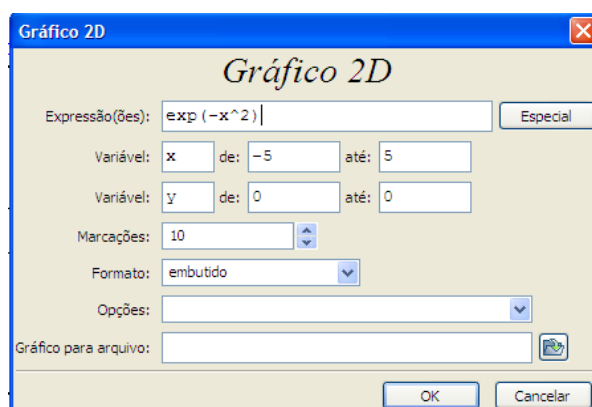 Gráfico 2D
Gráfico 2D
Expressão(ões): exp(-x^2) Especial
Variável: x de: -5 até: 5
Variável: y de: 0 até: 0
Marcações: 10
Formato: embutido
Opções:
Gráfico para arquivo:
OK Cancelar